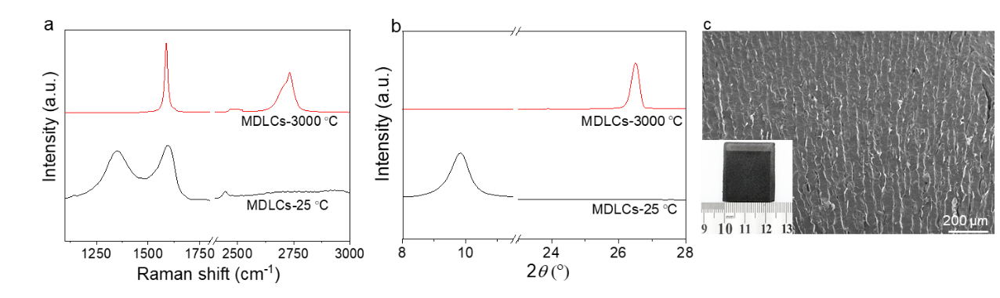 a
Intensity (a.u.)
MDLCs-3000 °C
MDLCs-25 °C
1250 1500 1750 2500 2750 3000
Raman shift (cm-1)
b
Intensity (a.u.)
MDLCs-3000 °C
MDLCs-25 °C
8 10 24 26 28
2θ (°)
c
mm
9 10 11 12 13
200 μm